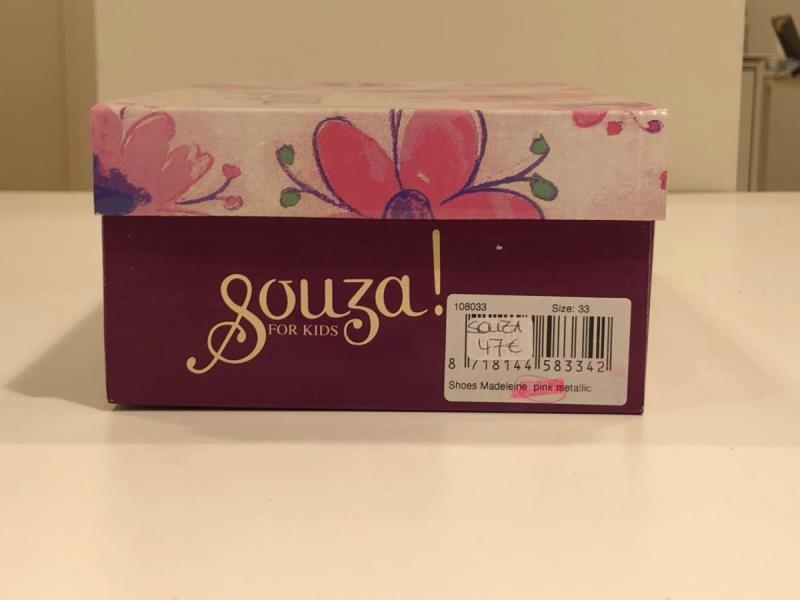 Souza!
FOR KIDS
108033 Size: 33
SOUZA
47€
8 718144 583342
Shoes Madeleine pink metallic